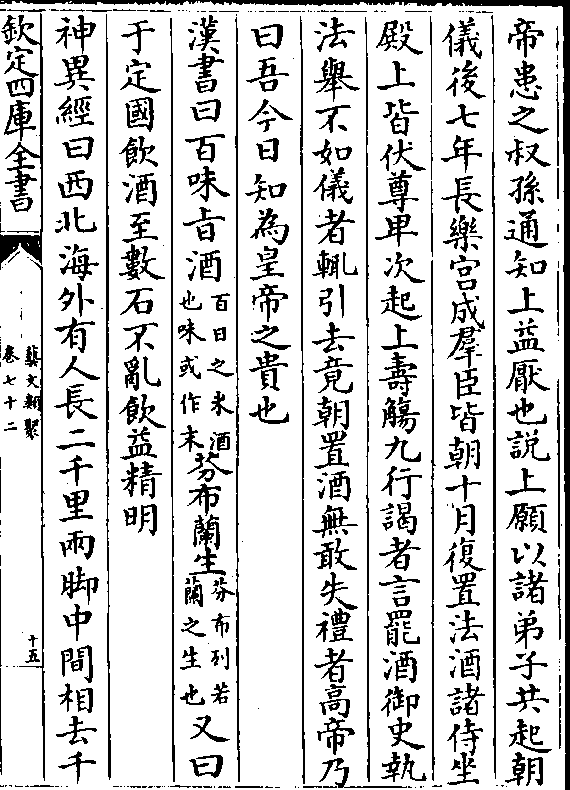 帝患之叔孫通知上益厭也説上願以諸弟子共起朝
儀後七年長樂宫成羣臣皆朝十月復置法酒諸侍坐
殿上皆伏尊卑次起上壽觴九行謁者言罷酒御史執
法舉不如儀者輒引去竟朝置酒無敢失禮者髙帝乃
曰吾今日知為皇帝之貴也
漢書曰百味旨酒百日之末酒也味或作末芬布蘭生芬布列若蘭之生也又曰
于定國飲酒至數石不亂飲益精明
神異經曰西北海外有人長二千里兩脚中間相去千
欽定四庫全書
藝文類聚
卷七十二
十五